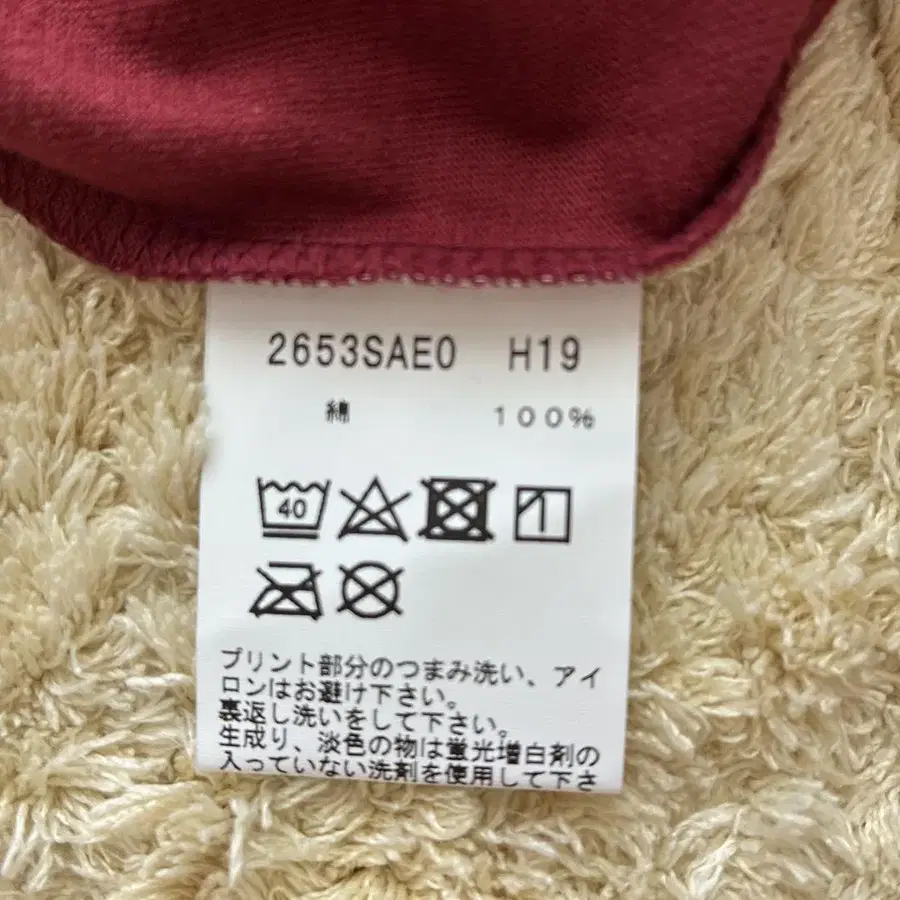 2653SAE0 H19
綿 100%
40
プリント部分のつまみ洗い、アイ
ロンはお避け下さい。
裏返し洗いをして下さい。
生成り、淡色の物は蛍光増白剤の
入っていない洗剤を使用して下さ